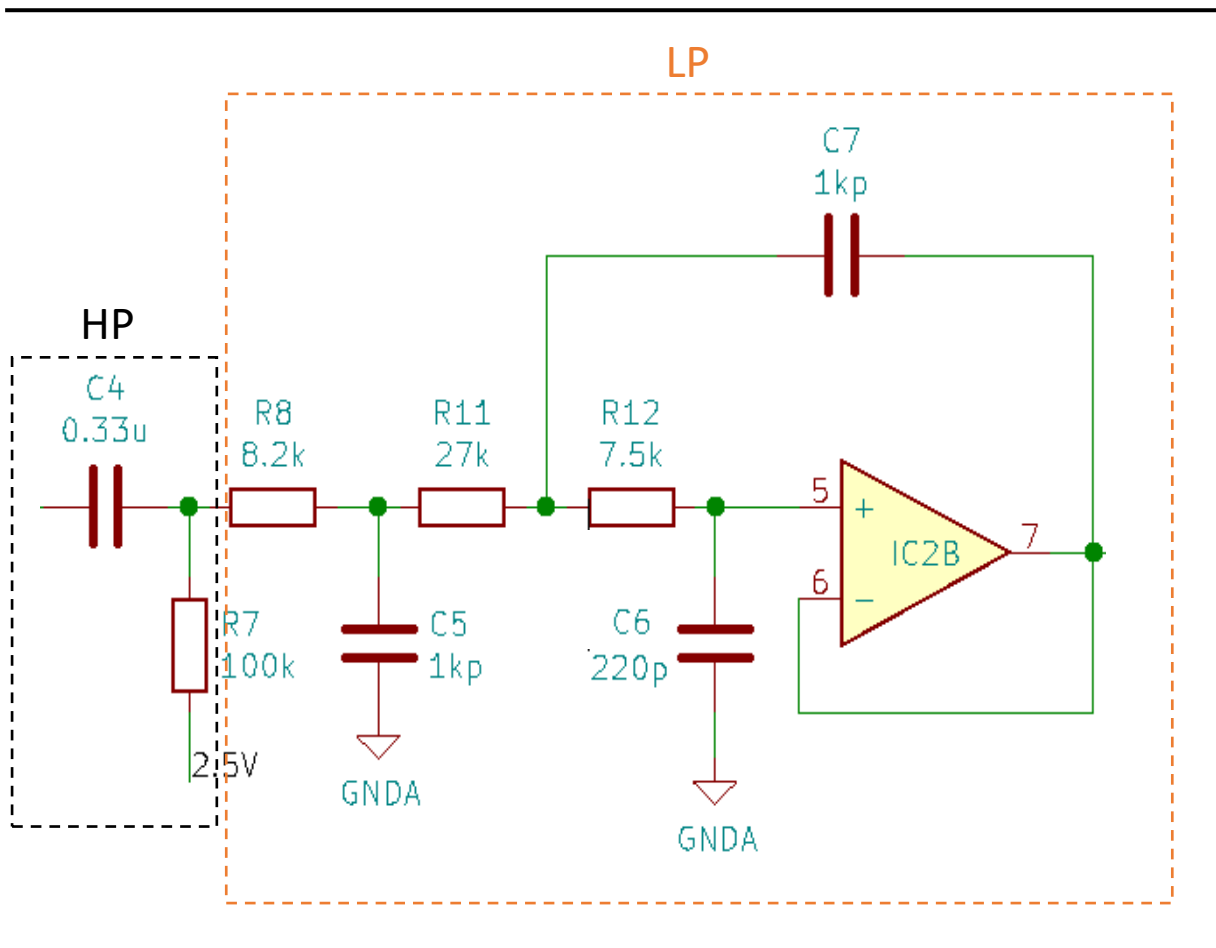 LP
C7
1kp
HP
C4
0.33u
R8
8.2k
R11
27k
R12
7.5k
5
+
IC2B
7
6
−
R7
100k
C5
1kp
C6
220p
2.5V
GNDA
GNDA